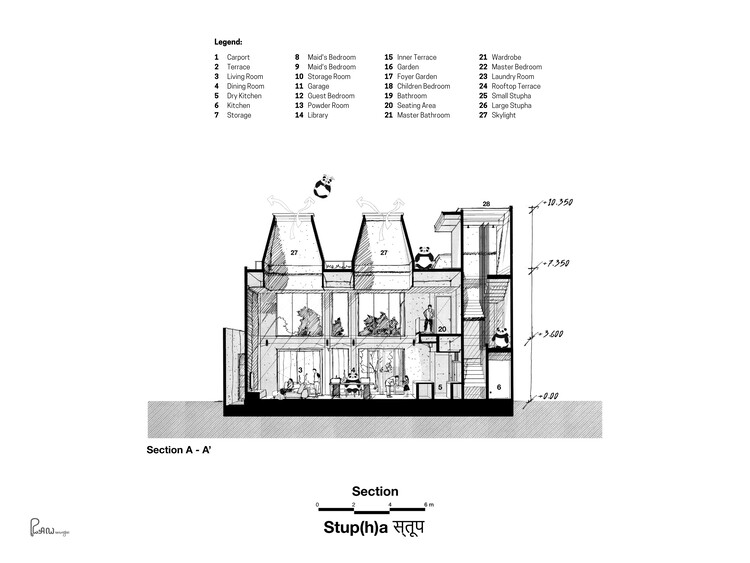 Legend:
1 Carport
2 Terrace
3 Living Room
4 Dining Room
5 Dry Kitchen
6 Kitchen
7 Storage
8 Maid's Bedroom
9 Maid's Bedroom
10 Storage Room
11 Garage
12 Guest Bedroom
13 Powder Room
14 Library
15 Inner Terrace
16 Garden
17 Foyer Garden
18 Children Bedroom
19 Bathroom
20 Seating Area
21 Master Bathroom
21 Wardrobe
22 Master Bedroom
23 Laundry Room
24 Rooftop Terrace
25 Small Stupha
26 Large Stupha
27 Skylight
28
+10.350
27
27
+7.350
20
+3.600
3
4
5
6
+0.00
Section A - A'
Section
0 2 4 6 m
Stup(h)a स्तूप